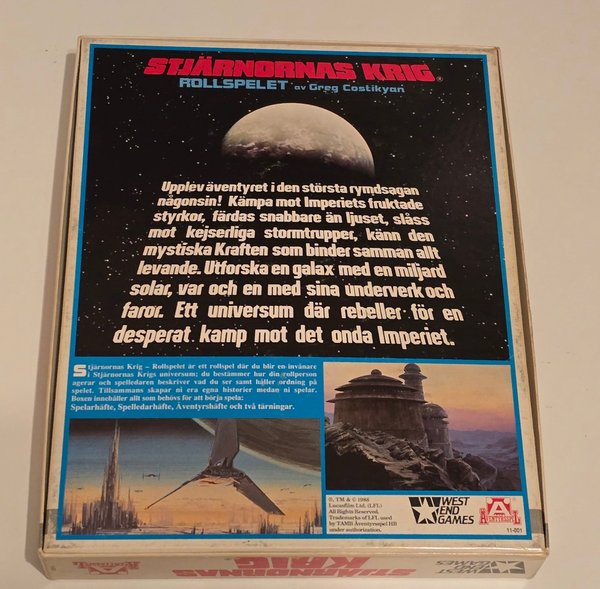 STJÄRNORNAS KRIG®
ROLLSPELET av Greg Costikyan
Upplev äventyret i den största rymdsagan
någonsin! Kämpa mot Imperiets fruktade
styrkor, färdas snabbare än ljuset, slåss
mot kejserliga stormtrupper, känn den
mystiska Kraften som binder samman allt
levande. Utforska en galax med en miljard
solar, var och en med sina underverk och
faror. Ett universum där rebeller för en
desperat kamp mot det onda Imperiet.
Stjärnornas Krig – Rollspelet är ett rollspel där du blir en invånare
i Stjärnornas Krigs universum; du bestämmer hur din rollperson
agerar och spelledaren beskriver vad du ser samt håller ordning på
spelet. Tillsammans skapar ni era egna historier medan ni spelar.
Boxen innehåller allt som behövs för att börja spela:
Spelarhäfte, Spelledarhäfte, Äventyrshäfte och två tärningar.
®, TM & © 1988
Lucasfilm Ltd. (LFL)
All Rights Reserved.
Trademarks of LFL used
by TAMB Äventyrsspel HB
under authorization.
WEST
END
GAMES
ÄVENTYRSSPEL
11-001
ÄVENTYRSSPEL
STJÄRNORNAS
KRIG
WEST
END
GAMES